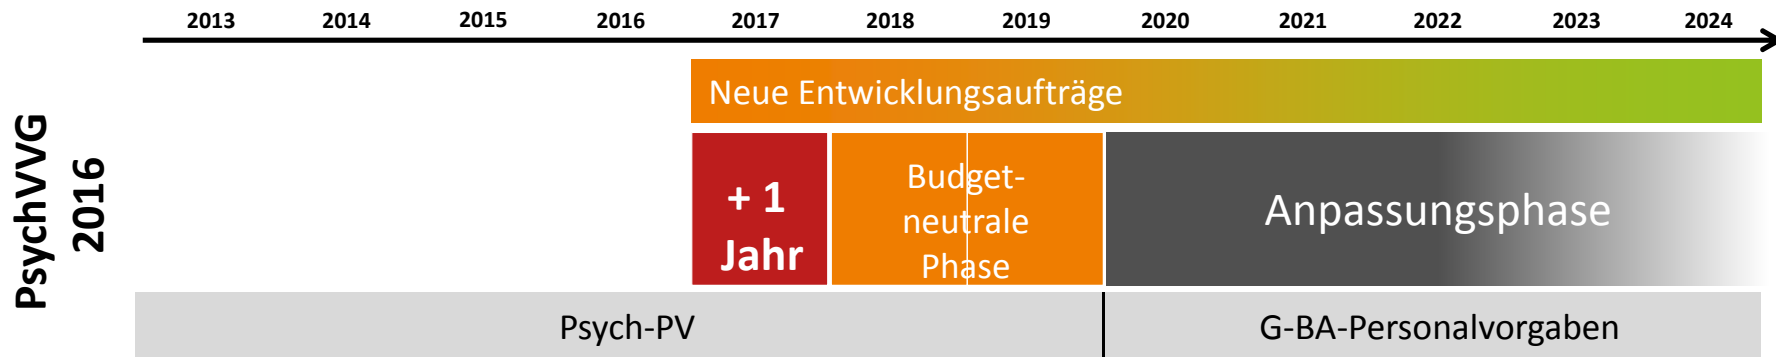 2013 2014 2015 2016 2017 2018 2019 2020 2021 2022 2023 2024
PsychVVG
2016
Neue Entwicklungsaufträge
+ 1
Jahr
Budget-
neutrale
Phase
Anpassungsphase
Psych-PV
G-BA-Personalvorgaben